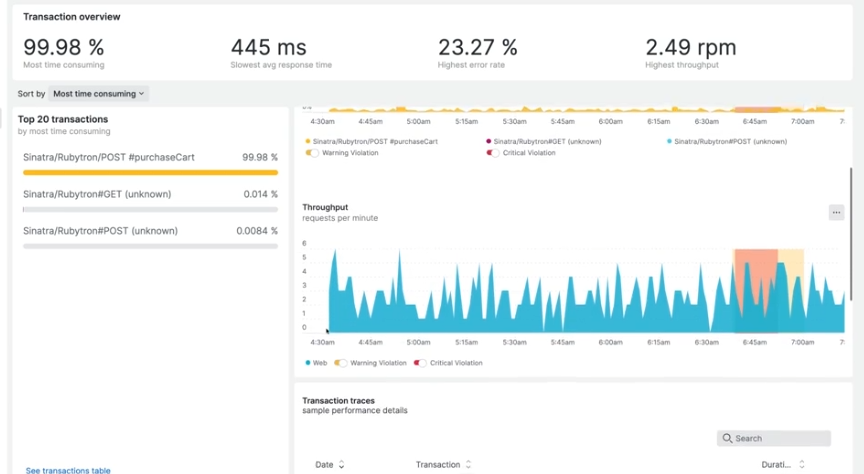 Transaction overview
99.98 %
Most time consuming
445 ms
Slowest avg response time
23.27 %
Highest error rate
2.49 rpm
Highest throughput
Sort by Most time consuming
Top 20 transactions
by most time consuming
Sinatra/Rubytron/POST #purchaseCart 99.98 %
Sinatra/Rubytron#GET (unknown) 0.014 %
Sinatra/Rubytron#POST (unknown) 0.0084 %
See transactions table
4:30am 4:45am 5:00am 5:15am 5:30am 5:45am 6:00am 6:15am 6:30am 6:45am 7:00am 7:
Sinatra/Rubytron/POST #purchaseCart Sinatra/Rubytron#GET (unknown) Sinatra/Rubytron#POST (unknown)
Warning Violation Critical Violation
Throughput
requests per minute
6
5
4
3
2
1
0
4:30am 4:45am 5:00am 5:15am 5:30am 5:45am 6:00am 6:15am 6:30am 6:45am 7:00am 7:
Web Warning Violation Critical Violation
Transaction traces
sample performance details
Search
Date Transaction Durati...